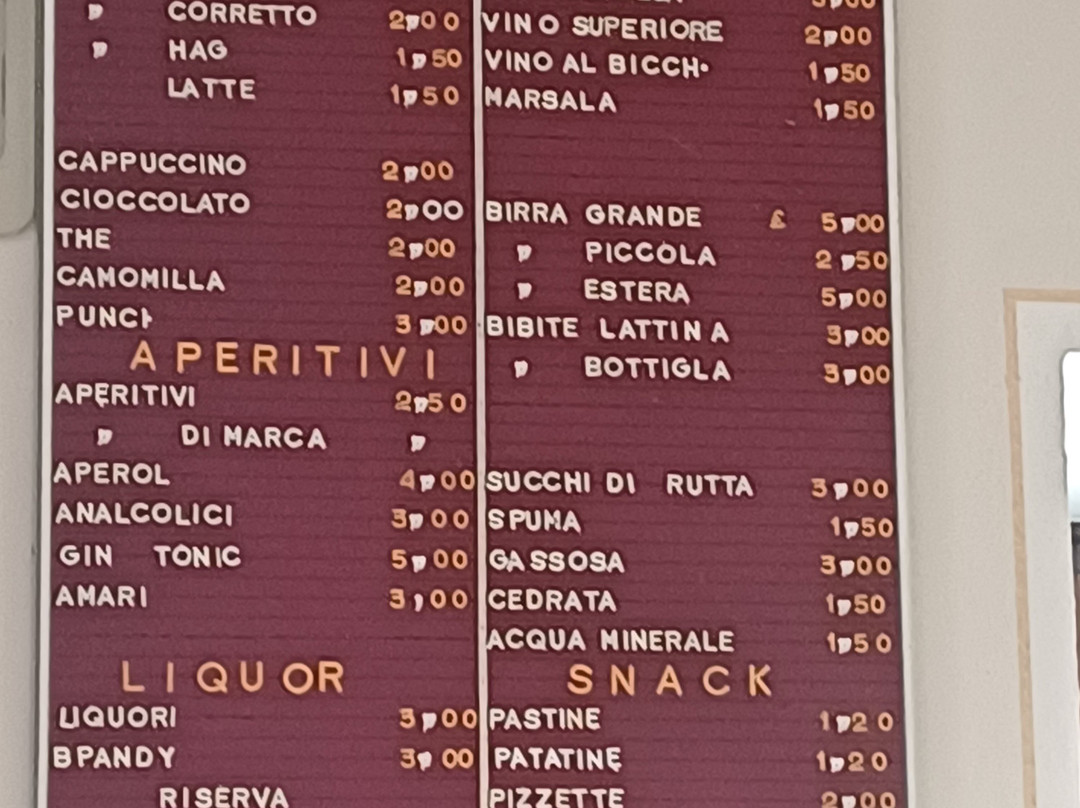 " CORRETTO 2,00
" HAG 1,50
LATTE 1,50
CAPPUCCINO 2,00
CIOCCOLATO 2,00
THE 2,00
CAMOMILLA 2,00
PUNCH 3,00
APERITIVI
APERITIVI 2,50
" DI MARCA "
APEROL 4,00
ANALCOLICI 3,00
GIN TONIC 5,00
AMARI 3,00
LIQUOR
LIQUORI 3,00
BPANDY 3,00
RISERVA
VINO SUPERIORE 2,00
VINO AL BICCH. 1,50
MARSALA 1,50
BIRRA GRANDE £ 5,00
" PICCOLA 2,50
" ESTERA 5,00
BIBITE LATTINA 3,00
" BOTTIGLA 3,00
SUCCHI DI RUTTA 3,00
SPUMA 1,50
GASSOSA 3,00
CEDRATA 1,50
ACQUA MINERALE 1,50
SNACK
PASTINE 1,20
PATATINE 1,20
PIZZETTE 2,00